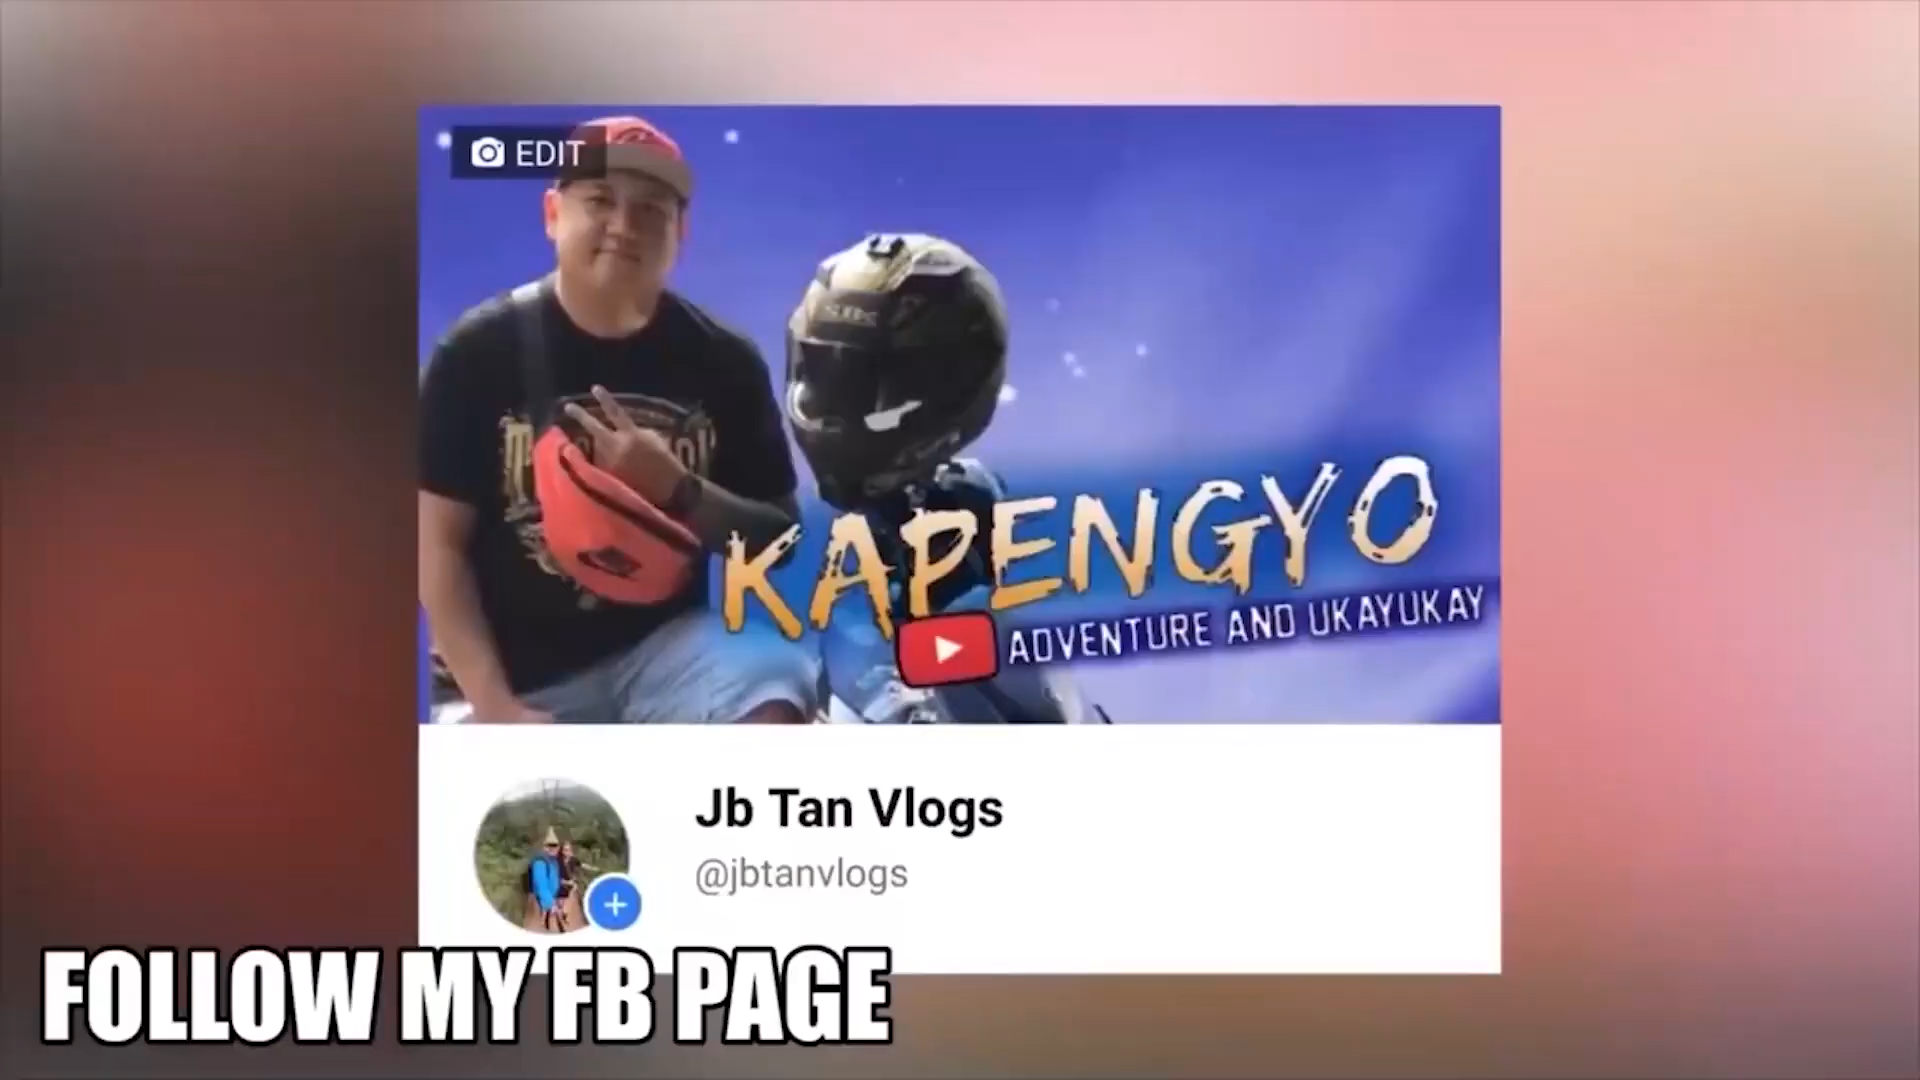 EDIT
KAPENGYO
ADVENTURE AND UKAYUKAY
Jb Tan Vlogs
@jbtanvlogs
FOLLOW MY FB PAGE